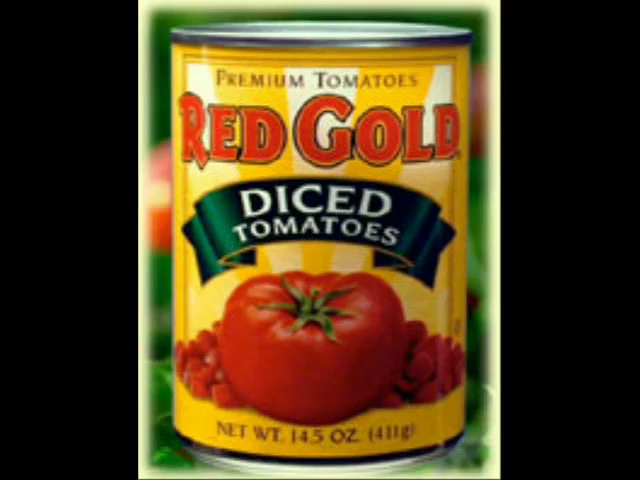 PREMIUM TOMATOES
RED GOLD
DICED
TOMATOES
NET WT. 14.5 OZ. (411g)